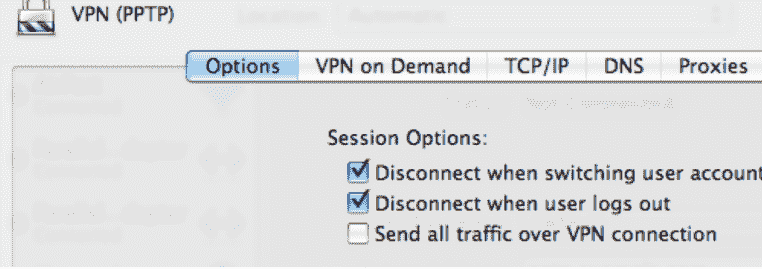 VPN (PPTP)
Options VPN on Demand TCP/IP DNS Proxies
Session Options:
Disconnect when switching user account
Disconnect when user logs out
Send all traffic over VPN connection